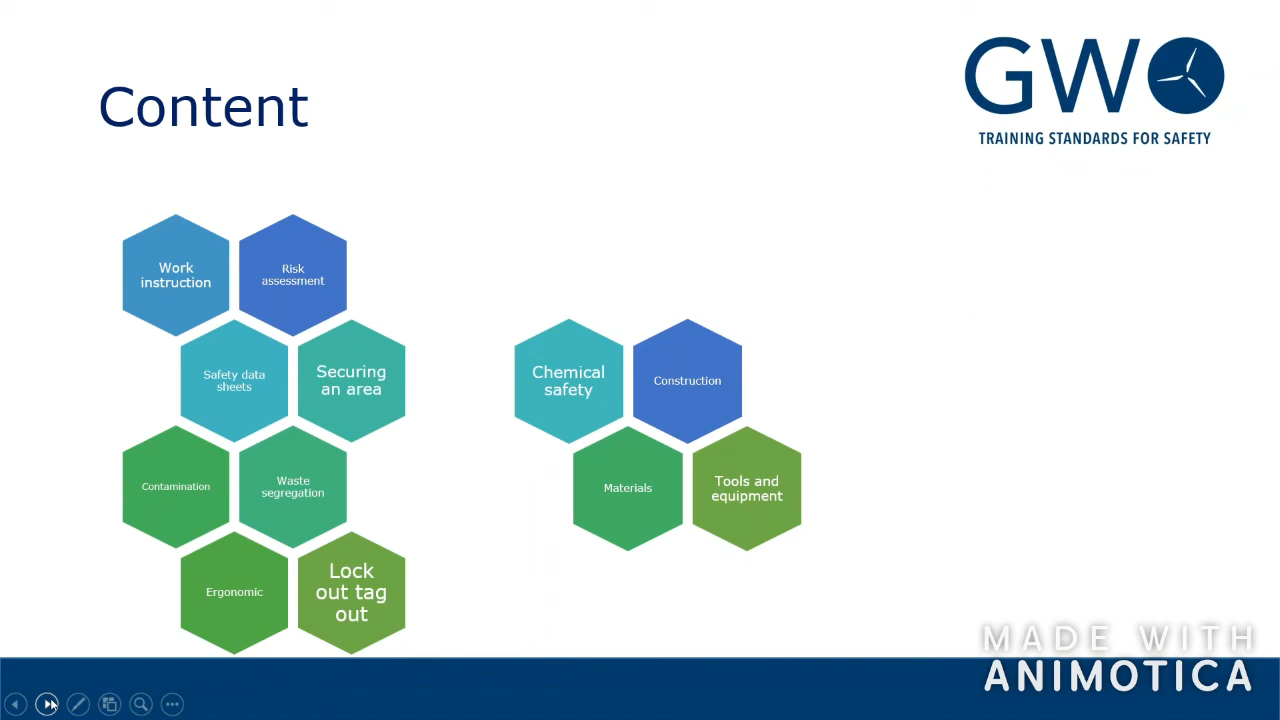 Content
GWO
TRAINING STANDARDS FOR SAFETY
Work
instruction
Risk
assessment
Safety data
sheets
Securing
an area
Contamination
Waste
segregation
Ergonomic
Lock
out tag
out
Chemical
safety
Construction
Materials
Tools and
equipment
MADE WITH
ANIMOTICA